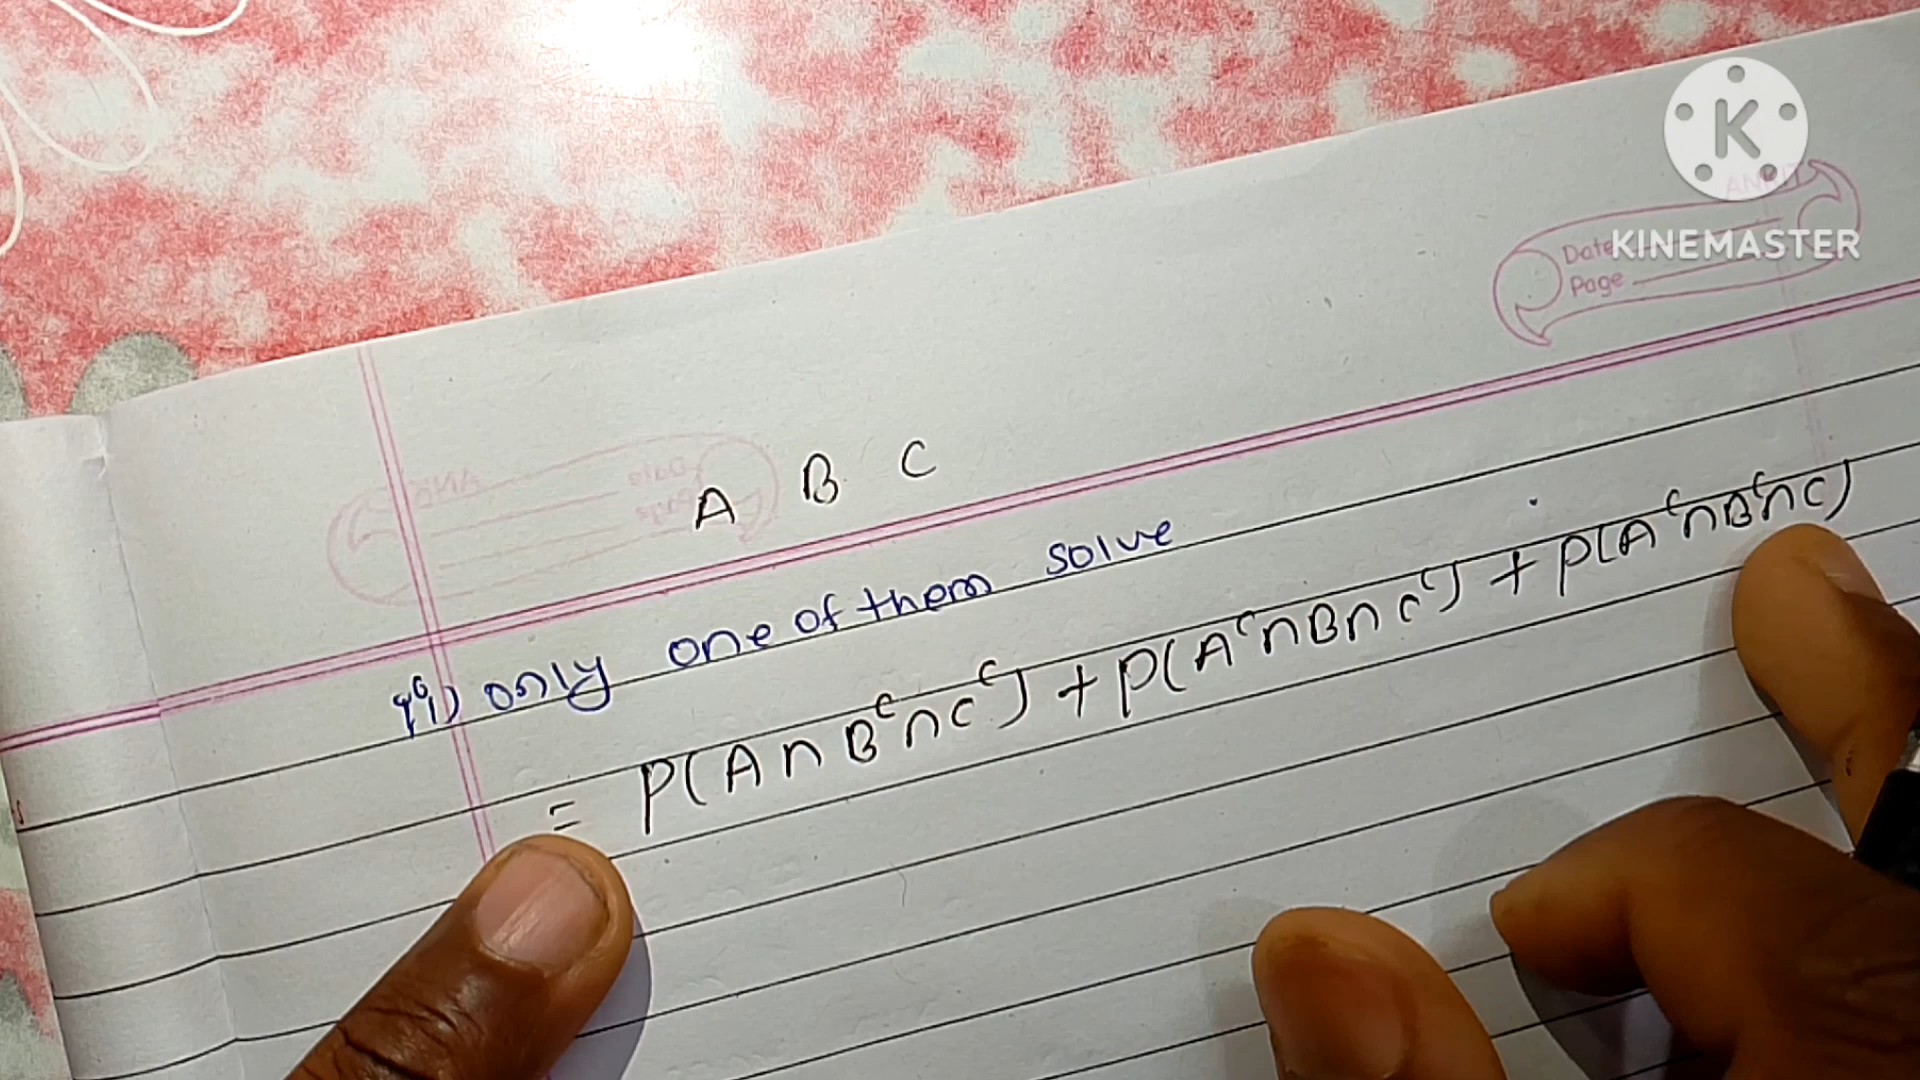 KINEMASTER
Date
Page
A B C
ii) only one of them solve
= P(A∩Bᶜ∩Cᶜ) + P(Aᶜ∩B∩Cᶜ) + P(Aᶜ∩Bᶜ∩C)